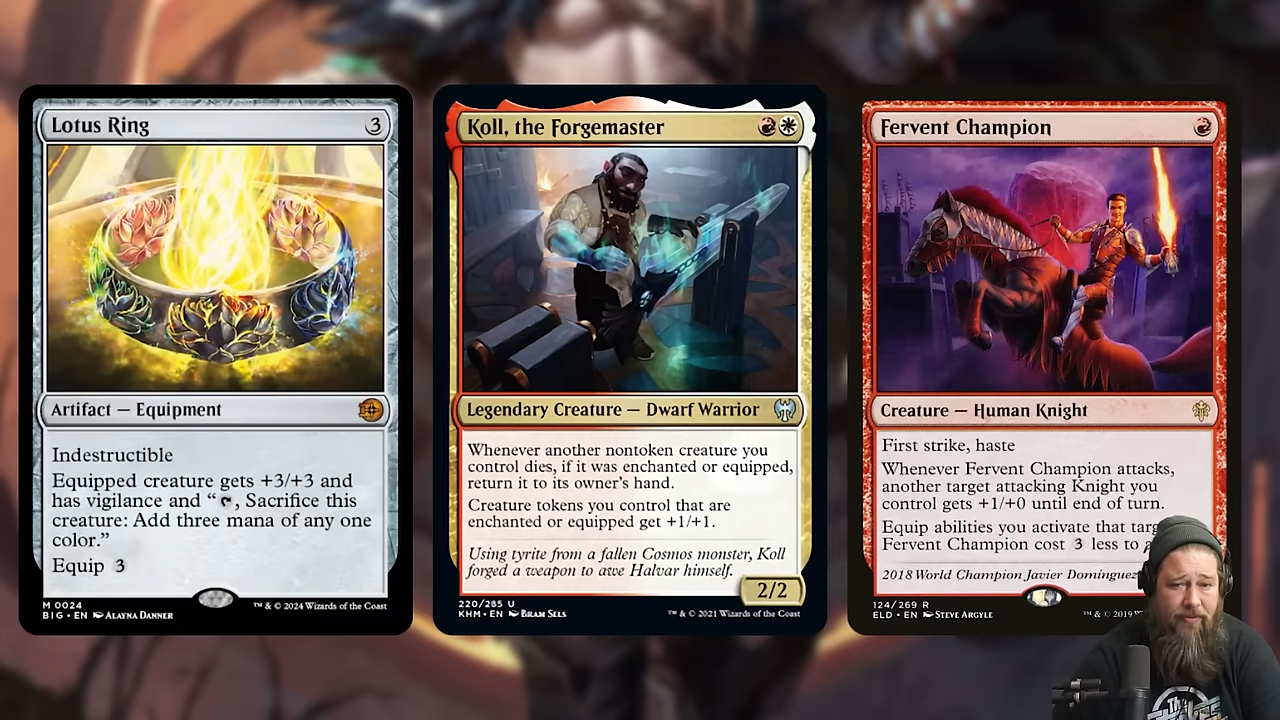 Lotus Ring
3
Artifact — Equipment
Indestructible
Equipped creature gets +3/+3 and
has vigilance and “, Sacrifice this
creature: Add three mana of any one
color.”
Equip 3
M 0024
BIG • EN ALAYNA DANNER
™ & © 2024 Wizards of the Coast
Koll, the Forgemaster
Legendary Creature — Dwarf Warrior
Whenever another nontoken creature you
control dies, if it was enchanted or equipped,
return it to its owner's hand.
Creature tokens you control that are
enchanted or equipped get +1/+1.
Using tyrite from a fallen Cosmos monster, Koll
forged a weapon to awe Halvar himself.
2/2
220/285 U
KHM • EN BRAM SELS
™ & © 2021 Wizards of the Coast
Fervent Champion
Creature — Human Knight
First strike, haste
Whenever Fervent Champion attacks,
another target attacking Knight you
control gets +1/+0 until end of turn.
Equip abilities you activate that
Fervent Champion cost 3 less to
2018 World Champion Javier Domínguez
124/269 R
ELD • EN STEVE ARGYLE
™ & © 2019